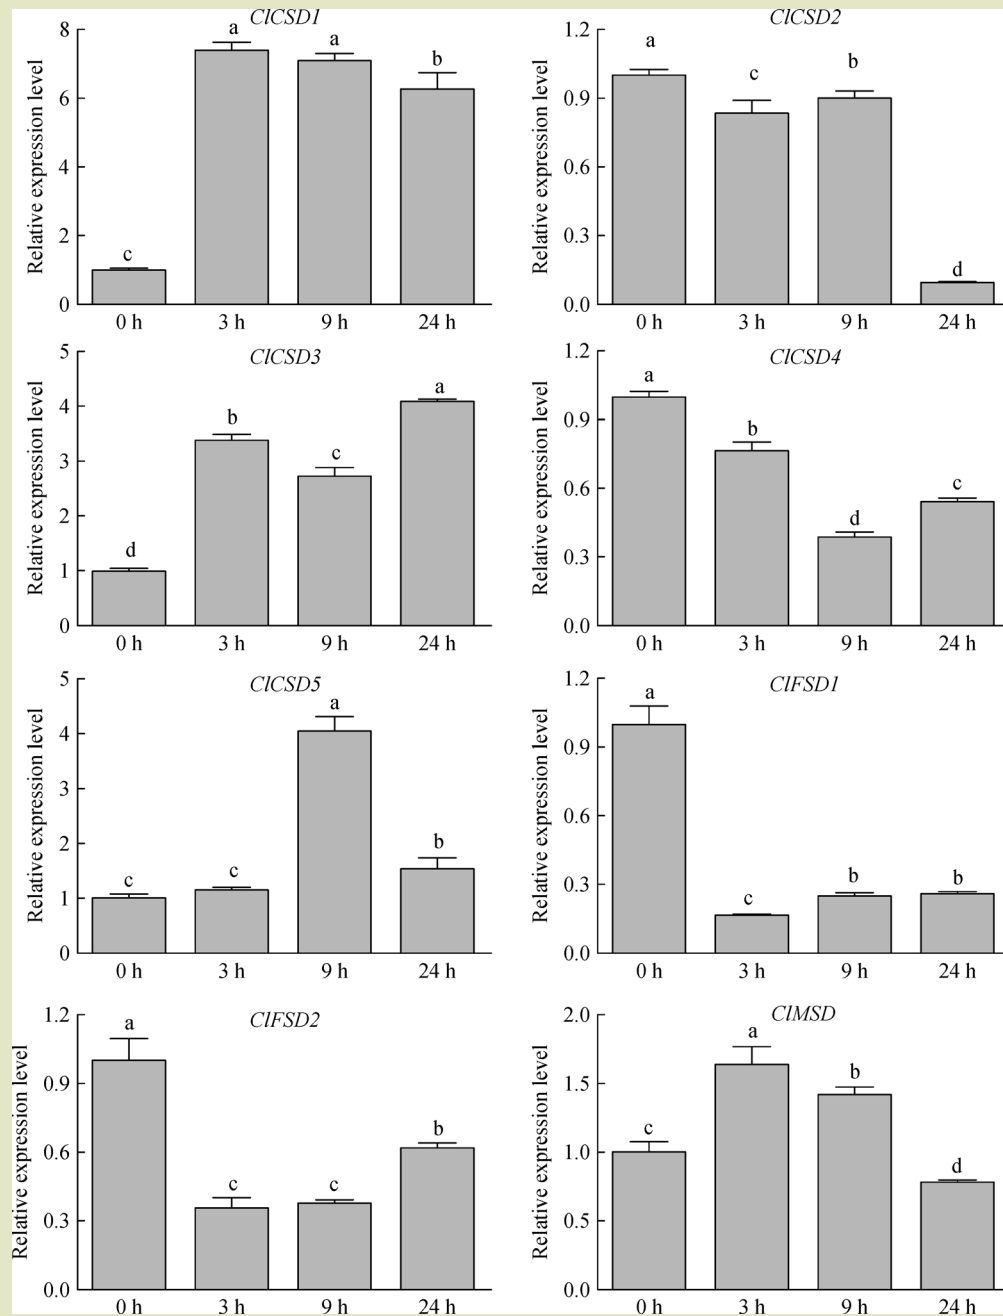 ClCSD1
Relative expression level
8
6
4
2
0
c
a
a
b
0 h 3 h 9 h 24 h
ClCSD2
Relative expression level
1.2
0.9
0.6
0.3
0.0
a
c
b
d
0 h 3 h 9 h 24 h
ClCSD3
Relative expression level
5
4
3
2
1
0
d
b
c
a
0 h 3 h 9 h 24 h
ClCSD4
Relative expression level
1.2
0.9
0.6
0.3
0.0
a
b
d
c
0 h 3 h 9 h 24 h
ClCSD5
Relative expression level
5
4
3
2
1
0
c
c
a
b
0 h 3 h 9 h 24 h
ClFSD1
Relative expression level
1.2
0.9
0.6
0.3
0.0
a
c
b
b
0 h 3 h 9 h 24 h
ClFSD2
Relative expression level
1.2
0.9
0.6
0.3
0.0
a
c
c
b
0 h 3 h 9 h 24 h
ClMSD
Relative expression level
2.0
1.5
1.0
0.5
0.0
c
a
b
d
0 h 3 h 9 h 24 h